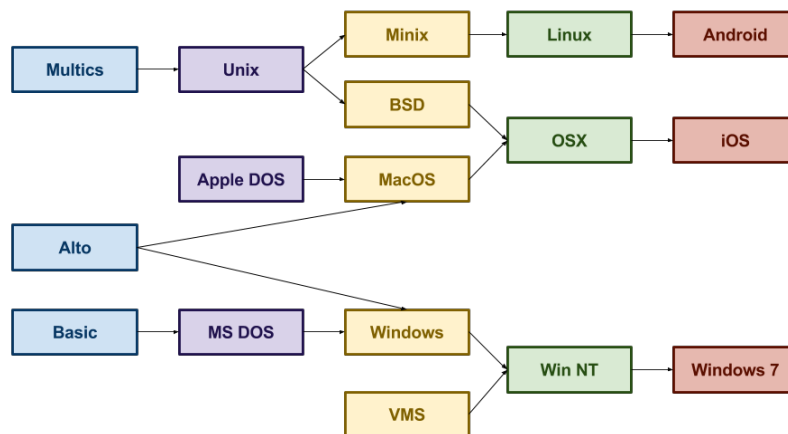 Minix
Linux
Android
Multics
Unix
BSD
OSX
iOS
Apple DOS
MacOS
Alto
Basic
MS DOS
Windows
Win NT
Windows 7
VMS